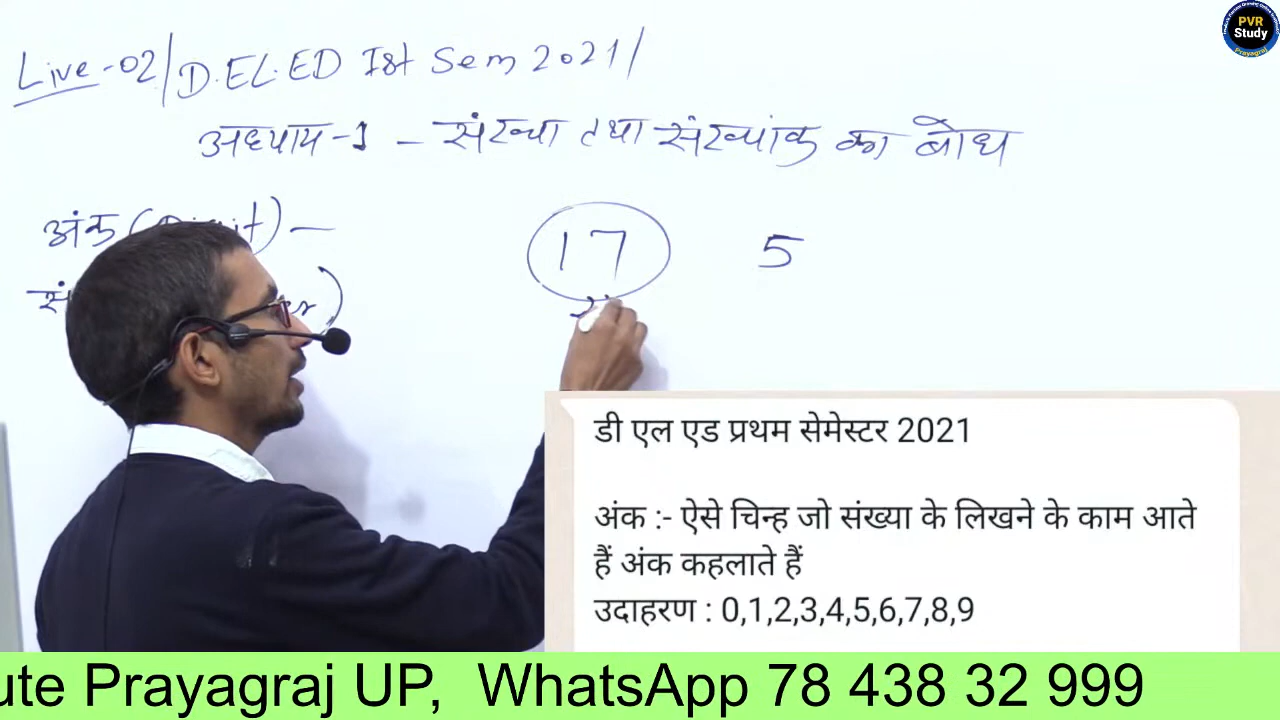 Live-02/D.EL.ED Ist Sem 2021/
अध्याय-1 - संख्या तथा संख्यांक का बोध
अंक
17 5
डी एल एड प्रथम सेमेस्टर 2021
अंक :- ऐसे चिन्ह जो संख्या के लिखने के काम आते
हैं अंक कहलाते हैं
उदाहरण : 0,1,2,3,4,5,6,7,8,9
ute Prayagraj UP, WhatsApp 78 438 32 999
PVR
Study
Prayagraj